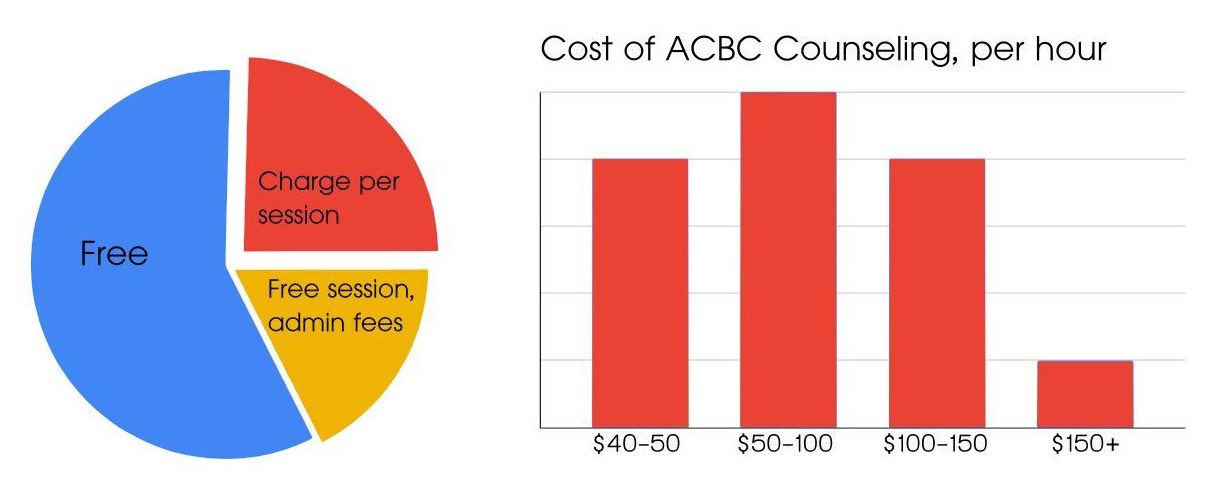 Cost of ACBC Counseling, per hour
Charge per
session
Free
Free session,
admin fees
$40–50
$50–100
$100–150
$150+